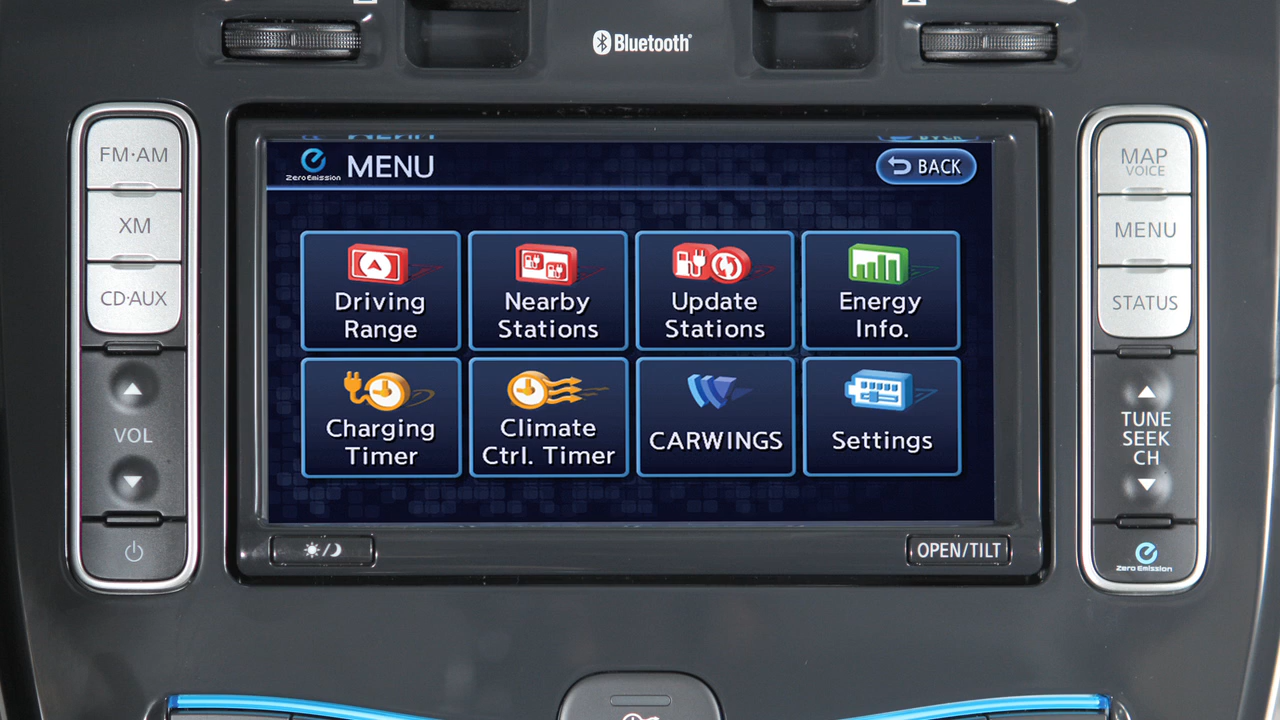 Bluetooth
FM·AM
XM
CD·AUX
VOL
Zero Emission
MENU
BACK
Driving
Range
Nearby
Stations
Update
Stations
Energy
Info.
Charging
Timer
Climate
Ctrl. Timer
CARWINGS
Settings
OPEN/TILT
MAP
VOICE
MENU
STATUS
TUNE
SEEK
CH
Zero Emission